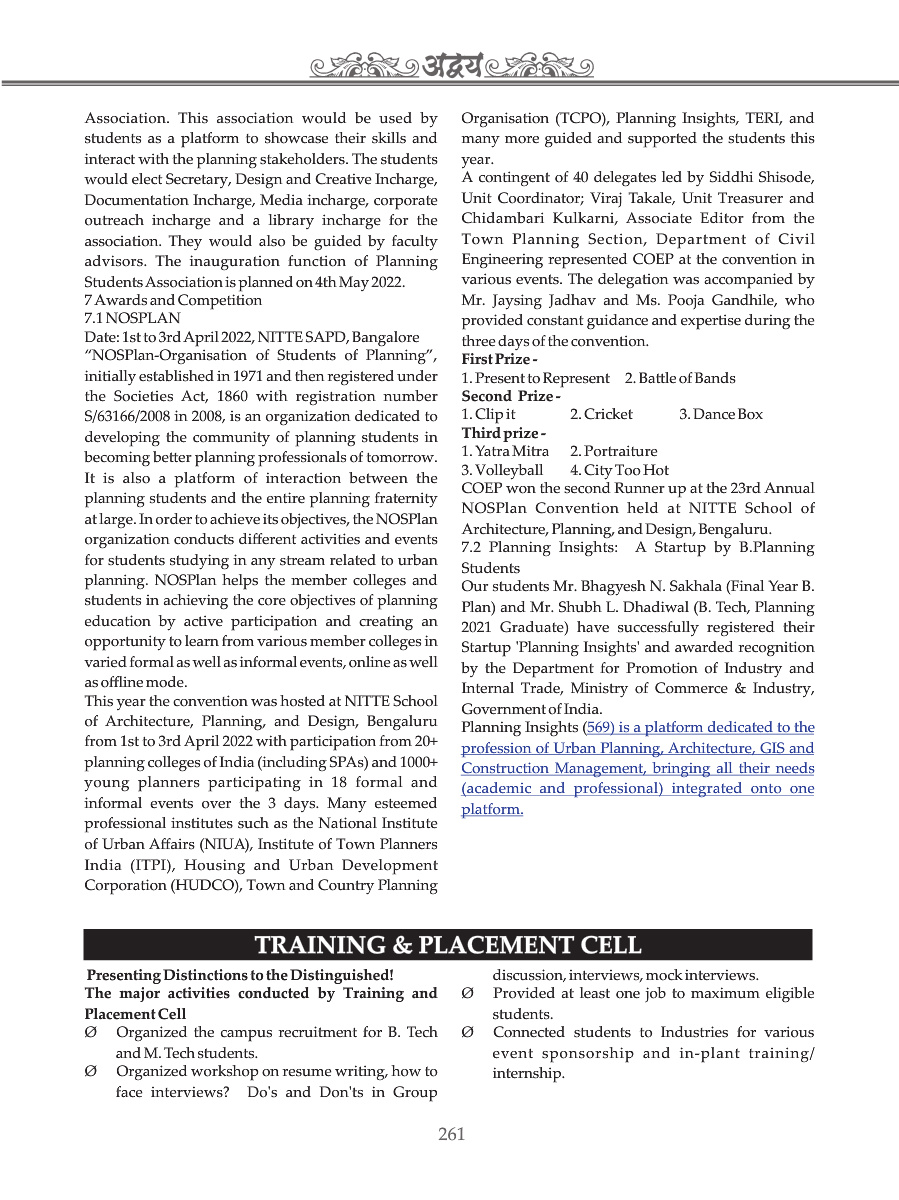 अद्वय
Association. This association would be used by
students as a platform to showcase their skills and
interact with the planning stakeholders. The students
would elect Secretary, Design and Creative Incharge,
Documentation Incharge, Media incharge, corporate
outreach incharge and a library incharge for the
association. They would also be guided by faculty
advisors. The inauguration function of Planning
Students Association is planned on 4th May 2022.
7 Awards and Competition
7.1 NOSPLAN
Date: 1st to 3rd April 2022, NITTE SAPD, Bangalore
“NOSPlan-Organisation of Students of Planning”,
initially established in 1971 and then registered under
the Societies Act, 1860 with registration number
S/63166/2008 in 2008, is an organization dedicated to
developing the community of planning students in
becoming better planning professionals of tomorrow.
It is also a platform of interaction between the
planning students and the entire planning fraternity
at large. In order to achieve its objectives, the NOSPlan
organization conducts different activities and events
for students studying in any stream related to urban
planning. NOSPlan helps the member colleges and
students in achieving the core objectives of planning
education by active participation and creating an
opportunity to learn from various member colleges in
varied formal as well as informal events, online as well
as offline mode.
This year the convention was hosted at NITTE School
of Architecture, Planning, and Design, Bengaluru
from 1st to 3rd April 2022 with participation from 20+
planning colleges of India (including SPAs) and 1000+
young planners participating in 18 formal and
informal events over the 3 days. Many esteemed
professional institutes such as the National Institute
of Urban Affairs (NIUA), Institute of Town Planners
India (ITPI), Housing and Urban Development
Corporation (HUDCO), Town and Country Planning
Organisation (TCPO), Planning Insights, TERI, and
many more guided and supported the students this
year.
A contingent of 40 delegates led by Siddhi Shisode,
Unit Coordinator; Viraj Takale, Unit Treasurer and
Chidambari Kulkarni, Associate Editor from the
Town Planning Section, Department of Civil
Engineering represented COEP at the convention in
various events. The delegation was accompanied by
Mr. Jaysing Jadhav and Ms. Pooja Gandhile, who
provided constant guidance and expertise during the
three days of the convention.
First Prize -
1. Present to Represent 2. Battle of Bands
Second Prize -
1. Clip it 2. Cricket 3. Dance Box
Third prize -
1. Yatra Mitra 2. Portraiture
3. Volleyball 4. City Too Hot
COEP won the second Runner up at the 23rd Annual
NOSPlan Convention held at NITTE School of
Architecture, Planning, and Design, Bengaluru.
7.2 Planning Insights: A Startup by B.Planning
Students
Our students Mr. Bhagyesh N. Sakhala (Final Year B.
Plan) and Mr. Shubh L. Dhadiwal (B. Tech, Planning
2021 Graduate) have successfully registered their
Startup 'Planning Insights' and awarded recognition
by the Department for Promotion of Industry and
Internal Trade, Ministry of Commerce & Industry,
Government of India.
Planning Insights (569) is a platform dedicated to the
profession of Urban Planning, Architecture, GIS and
Construction Management, bringing all their needs
(academic and professional) integrated onto one
platform.
TRAINING & PLACEMENT CELL
Presenting Distinctions to the Distinguished!
The major activities conducted by Training and
Placement Cell
Ø Organized the campus recruitment for B. Tech
and M. Tech students.
Ø Organized workshop on resume writing, how to
face interviews? Do's and Don'ts in Group
discussion, interviews, mock interviews.
Ø Provided at least one job to maximum eligible
students.
Ø Connected students to Industries for various
event sponsorship and in-plant training/
internship.
261